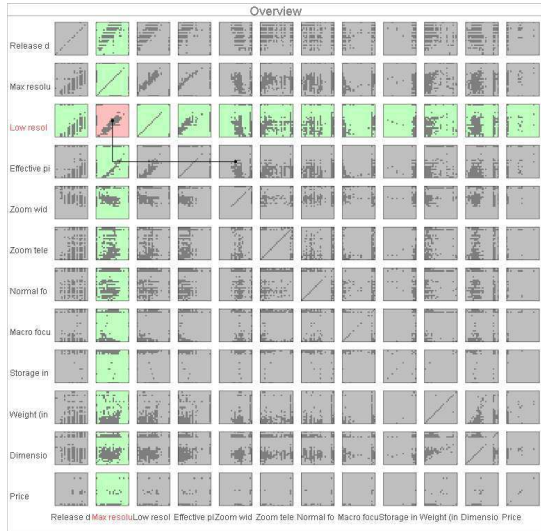 Overview
Release d
Max resolu
Low resol
Effective pi
Zoom wid
Zoom tele
Normal fo
Macro focu
Storage in
Weight (in
Dimensio
Price
Release d Max resolu Low resol Effective pi Zoom wid Zoom tele Normal fo Macro focu Storage in Weight (in Dimensio Price